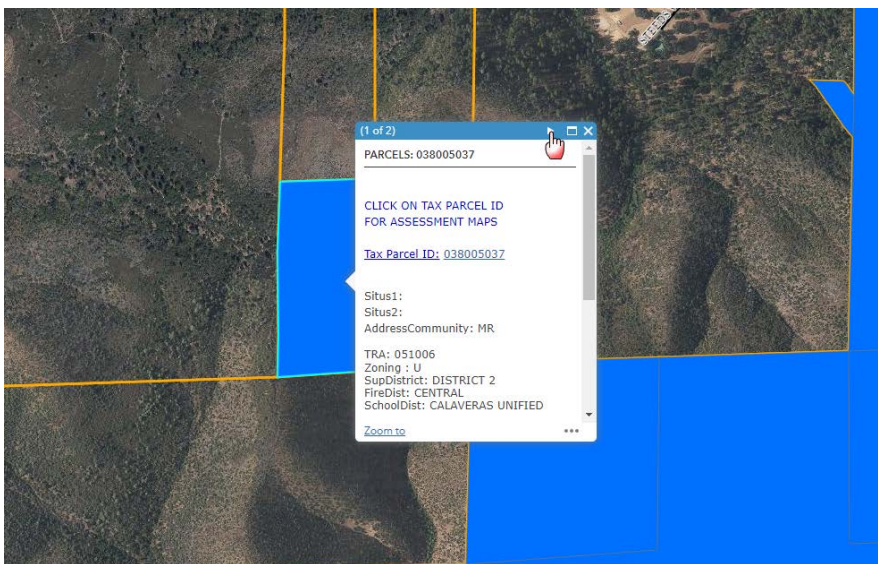 (1 of 2)
PARCELS: 038005037
CLICK ON TAX PARCEL ID
FOR ASSESSMENT MAPS
Tax Parcel ID: 038005037
Situs1:
Situs2:
AddressCommunity: MR
TRA: 051006
Zoning : U
SupDistrict: DISTRICT 2
FireDist: CENTRAL
SchoolDist: CALAVERAS UNIFIED
Zoom to